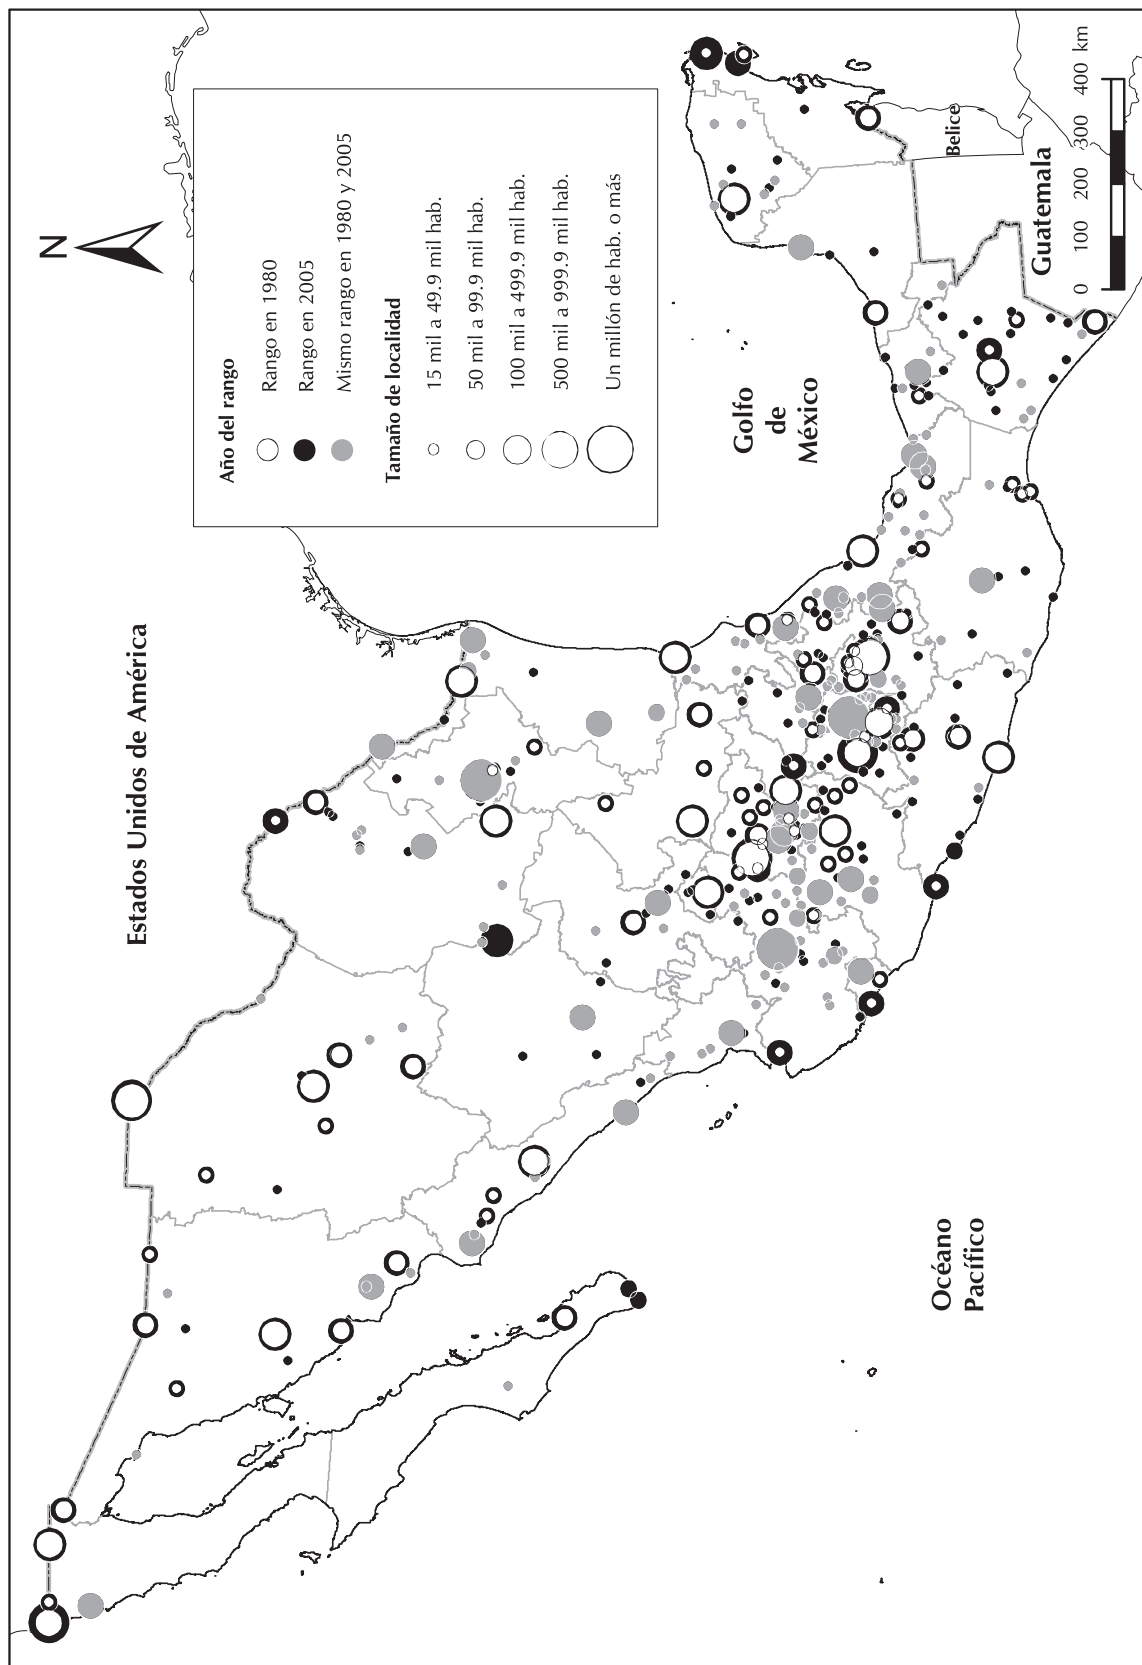 Estados Unidos de América
N
Año del rango
Rango en 1980
Rango en 2005
Mismo rango en 1980 y 2005
Tamaño de localidad
15 mil a 49.9 mil hab.
50 mil a 99.9 mil hab.
100 mil a 499.9 mil hab.
500 mil a 999.9 mil hab.
Un millón de hab. o más
Golfo
de
México
Océano
Pacífico
Belice
Guatemala
0 100 200 300 400 km